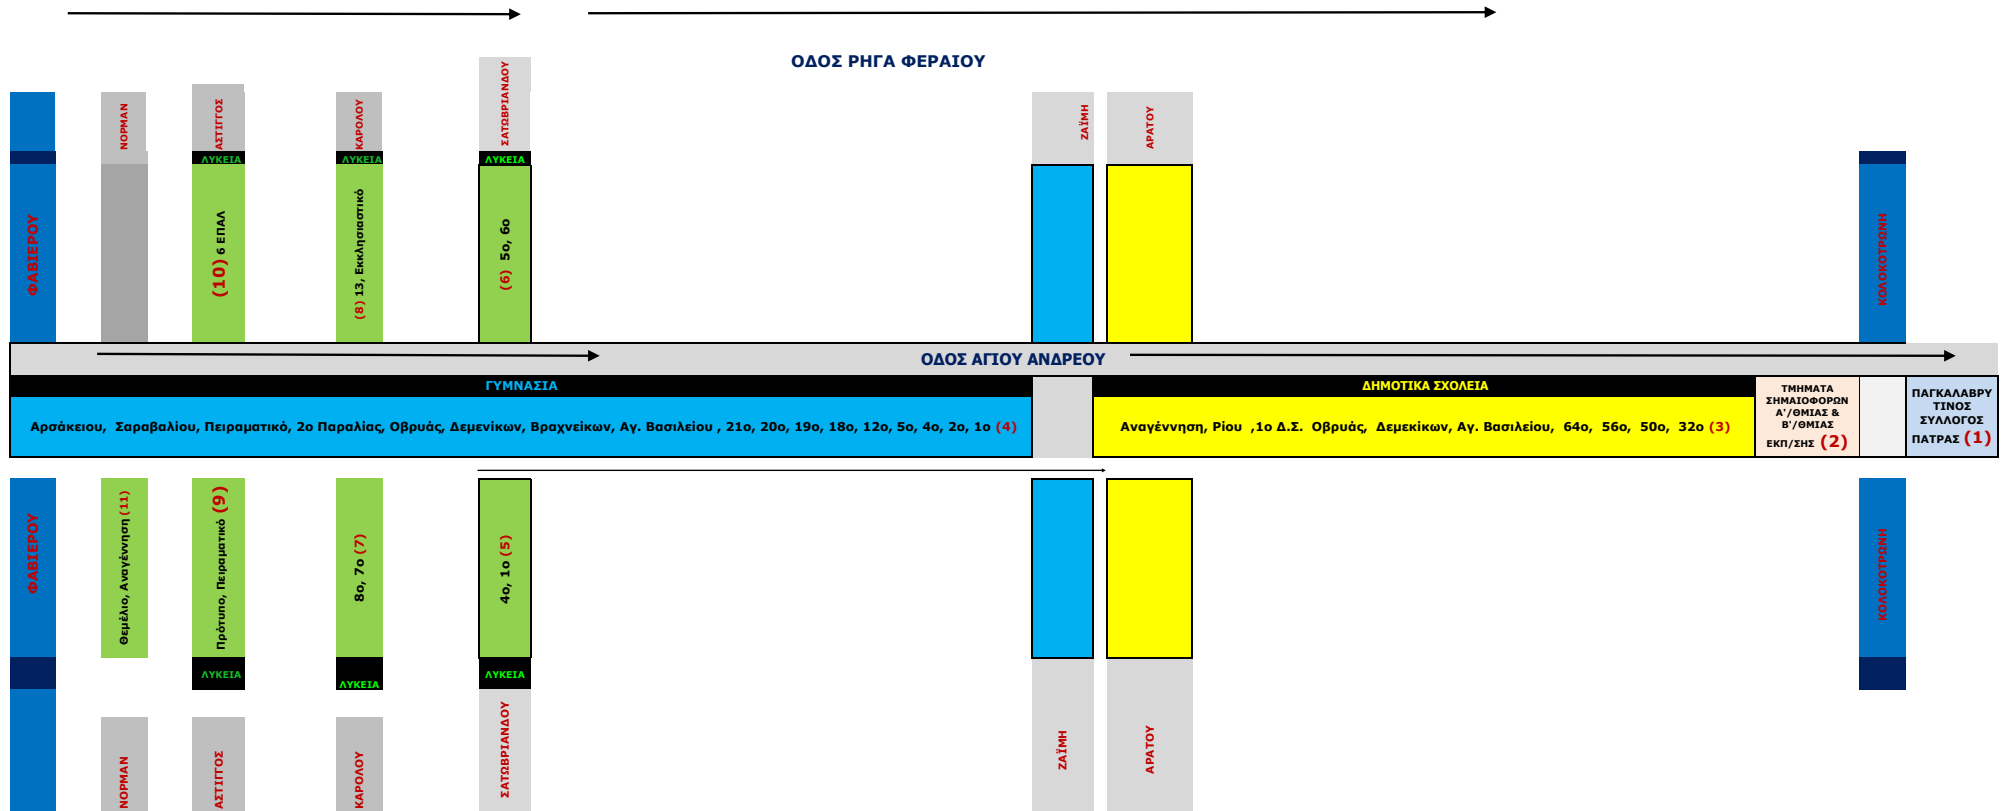 ΟΔΟΣ ΡΗΓΑ ΦΕΡΑΙΟΥ
ΝΟΡΜΑΝ
ΑΣΤΙΓΓΟΣ
ΚΑΡΟΛΟΥ
ΣΑΤΩΒΡΙΑΝΔΟΥ
ΖΑΪΜΗ
ΑΡΑΤΟΥ
ΛΥΚΕΙΑ
ΛΥΚΕΙΑ
ΛΥΚΕΙΑ
ΦΑΒΙΕΡΟΥ
(10) 6 ΕΠΑΛ
(8) 13, Εκκλησιαστικό
(6) 5ο, 6ο
ΚΟΛΟΚΟΤΡΩΝΗ
ΟΔΟΣ ΑΓΙΟΥ ΑΝΔΡΕΟΥ
ΓΥΜΝΑΣΙΑ
ΔΗΜΟΤΙΚΑ ΣΧΟΛΕΙΑ
Αρσάκειου, Σαραβαλίου, Πειραματικό, 2ο Παραλίας, Οβρυάς, Δεμενίκων, Βραχνείκων, Αγ. Βασιλείου , 21ο, 20ο, 19ο, 18ο, 12ο, 5ο, 4ο, 2ο, 1ο (4)
Αναγέννηση, Ρίου ,1ο Δ.Σ. Οβρυάς, Δεμεκίκων, Αγ. Βασιλείου, 64ο, 56ο, 50ο, 32ο (3)
ΤΜΗΜΑΤΑ
ΣΗΜΑΙΟΦΟΡΩΝ
Α'/ΘΜΙΑΣ &
Β'/ΘΜΙΑΣ
ΕΚΠ/ΣΗΣ (2)
ΠΑΓΚΑΛΑΒΡΥ
ΤΙΝΟΣ
ΣΥΛΛΟΓΟΣ
ΠΑΤΡΑΣ (1)
ΦΑΒΙΕΡΟΥ
Θεμέλιο, Αναγέννηση (11)
Πρότυπο, Πειραματικό (9)
8ο, 7ο (7)
4ο, 1ο (5)
ΚΟΛΟΚΟΤΡΩΝΗ
ΛΥΚΕΙΑ
ΛΥΚΕΙΑ
ΛΥΚΕΙΑ
ΝΟΡΜΑΝ
ΑΣΤΙΓΓΟΣ
ΚΑΡΟΛΟΥ
ΣΑΤΩΒΡΙΑΝΔΟΥ
ΖΑΪΜΗ
ΑΡΑΤΟΥ